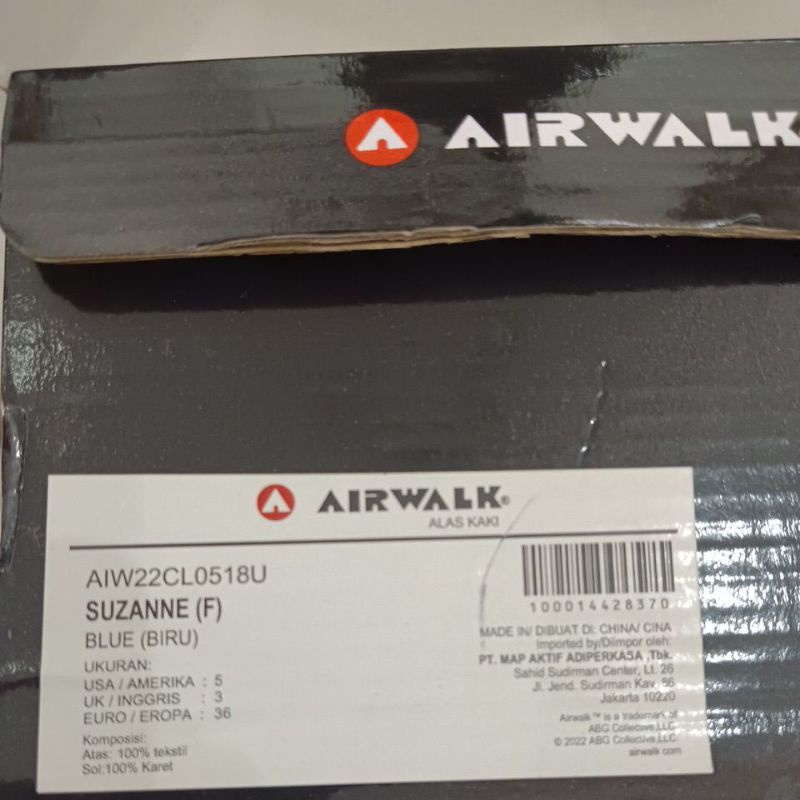 AIRWALK
AIRWALK®
ALAS KAKI
AIW22CL0518U
SUZANNE (F)
BLUE (BIRU)
UKURAN:
USA / AMERIKA : 5
UK / INGGRIS : 3
EURO / EROPA : 36
Komposisi:
Atas: 100% tekstil
Sol:100% Karet
100014428370
MADE IN/ DIBUAT DI: CHINA/ CINA
Imported by/Diimpor oleh:
PT. MAP AKTIF ADIPERKASA ,Tbk.
Sahid Sudirman Center, Lt. 26
Jl. Jend. Sudirman Kav. 86
Jakarta 10220
Airwalk™ is a trademark of
ABG Collective,LLC.
© 2022 ABG Collective,LLC.
airwalk.com